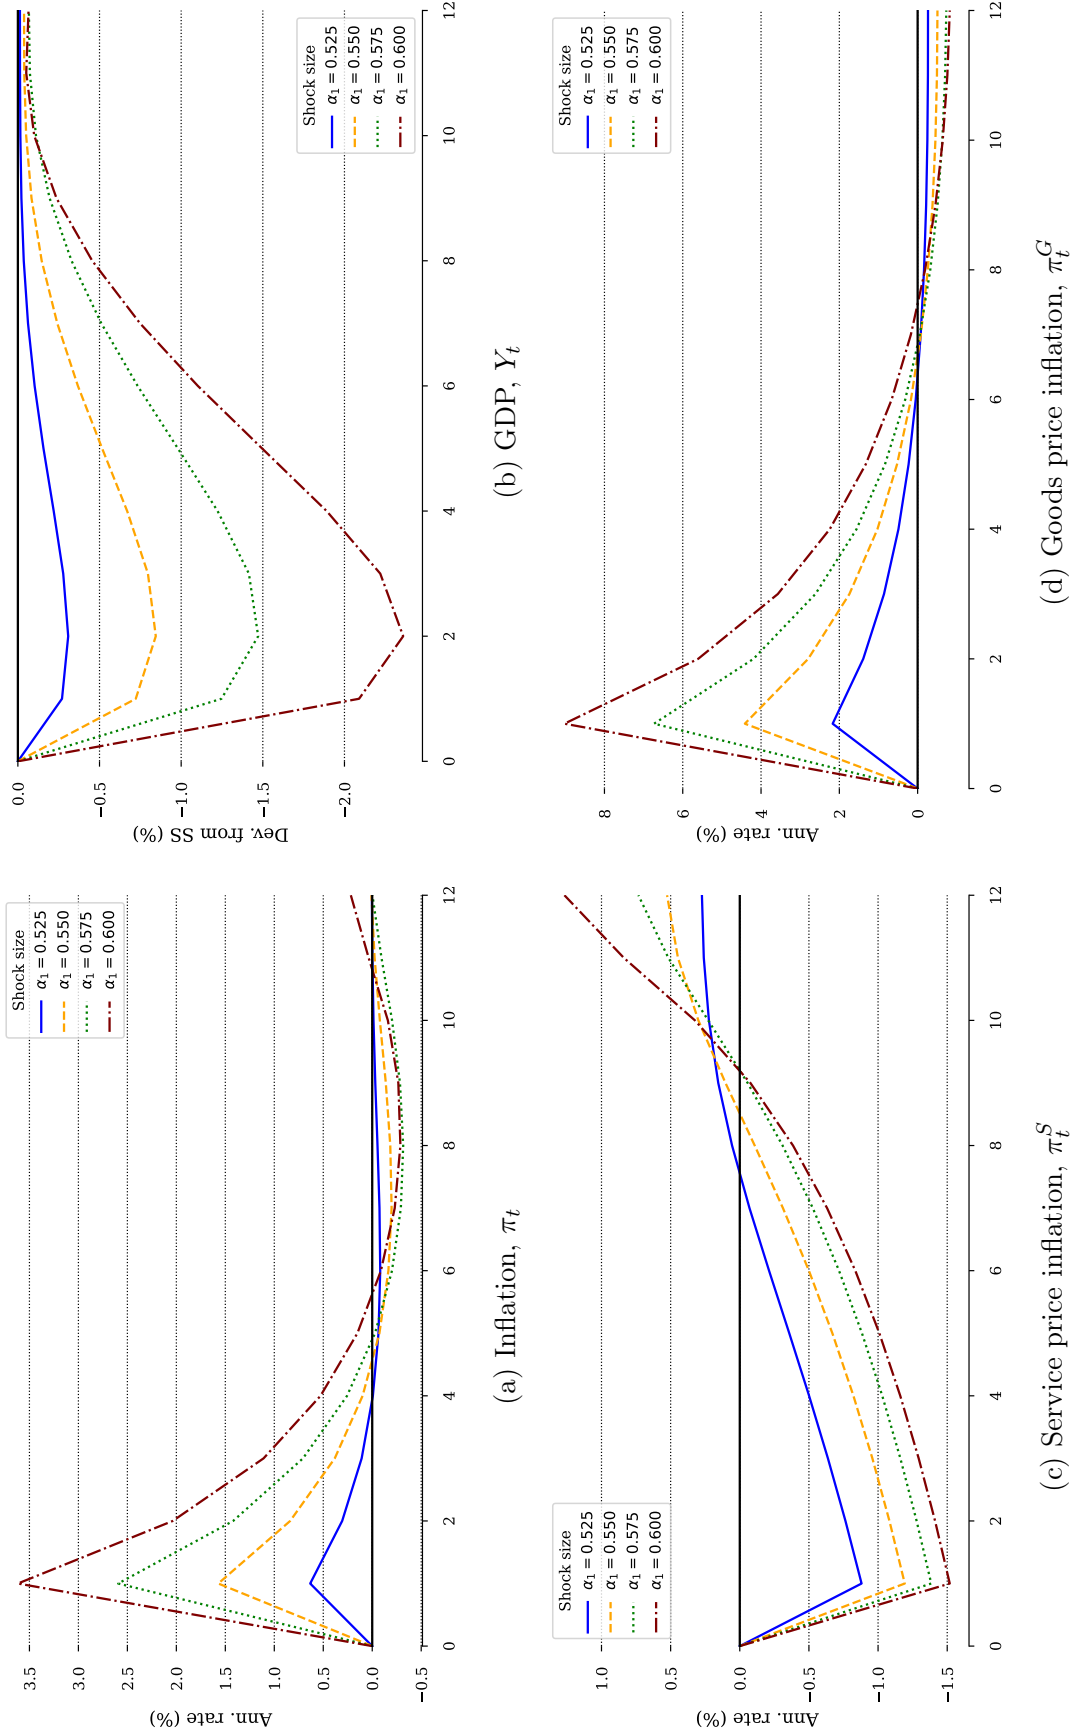 Ann. rate (%)
3.5
3.0
2.5
2.0
1.5
1.0
0.5
0.0
−0.5
0 2 4 6 8 10 12
Shock size
α1 = 0.525
α1 = 0.550
α1 = 0.575
α1 = 0.600
(a) Inflation, πt
Dev. from SS (%)
0.0
−0.5
−1.0
−1.5
−2.0
0 2 4 6 8 10 12
Shock size
α1 = 0.525
α1 = 0.550
α1 = 0.575
α1 = 0.600
(b) GDP, Yt
Ann. rate (%)
1.0
0.5
0.0
−0.5
−1.0
−1.5
0 2 4 6 8 10 12
Shock size
α1 = 0.525
α1 = 0.550
α1 = 0.575
α1 = 0.600
(c) Service price inflation, πtS
Ann. rate (%)
8
6
4
2
0
0 2 4 6 8 10 12
Shock size
α1 = 0.525
α1 = 0.550
α1 = 0.575
α1 = 0.600
(d) Goods price inflation, πtG